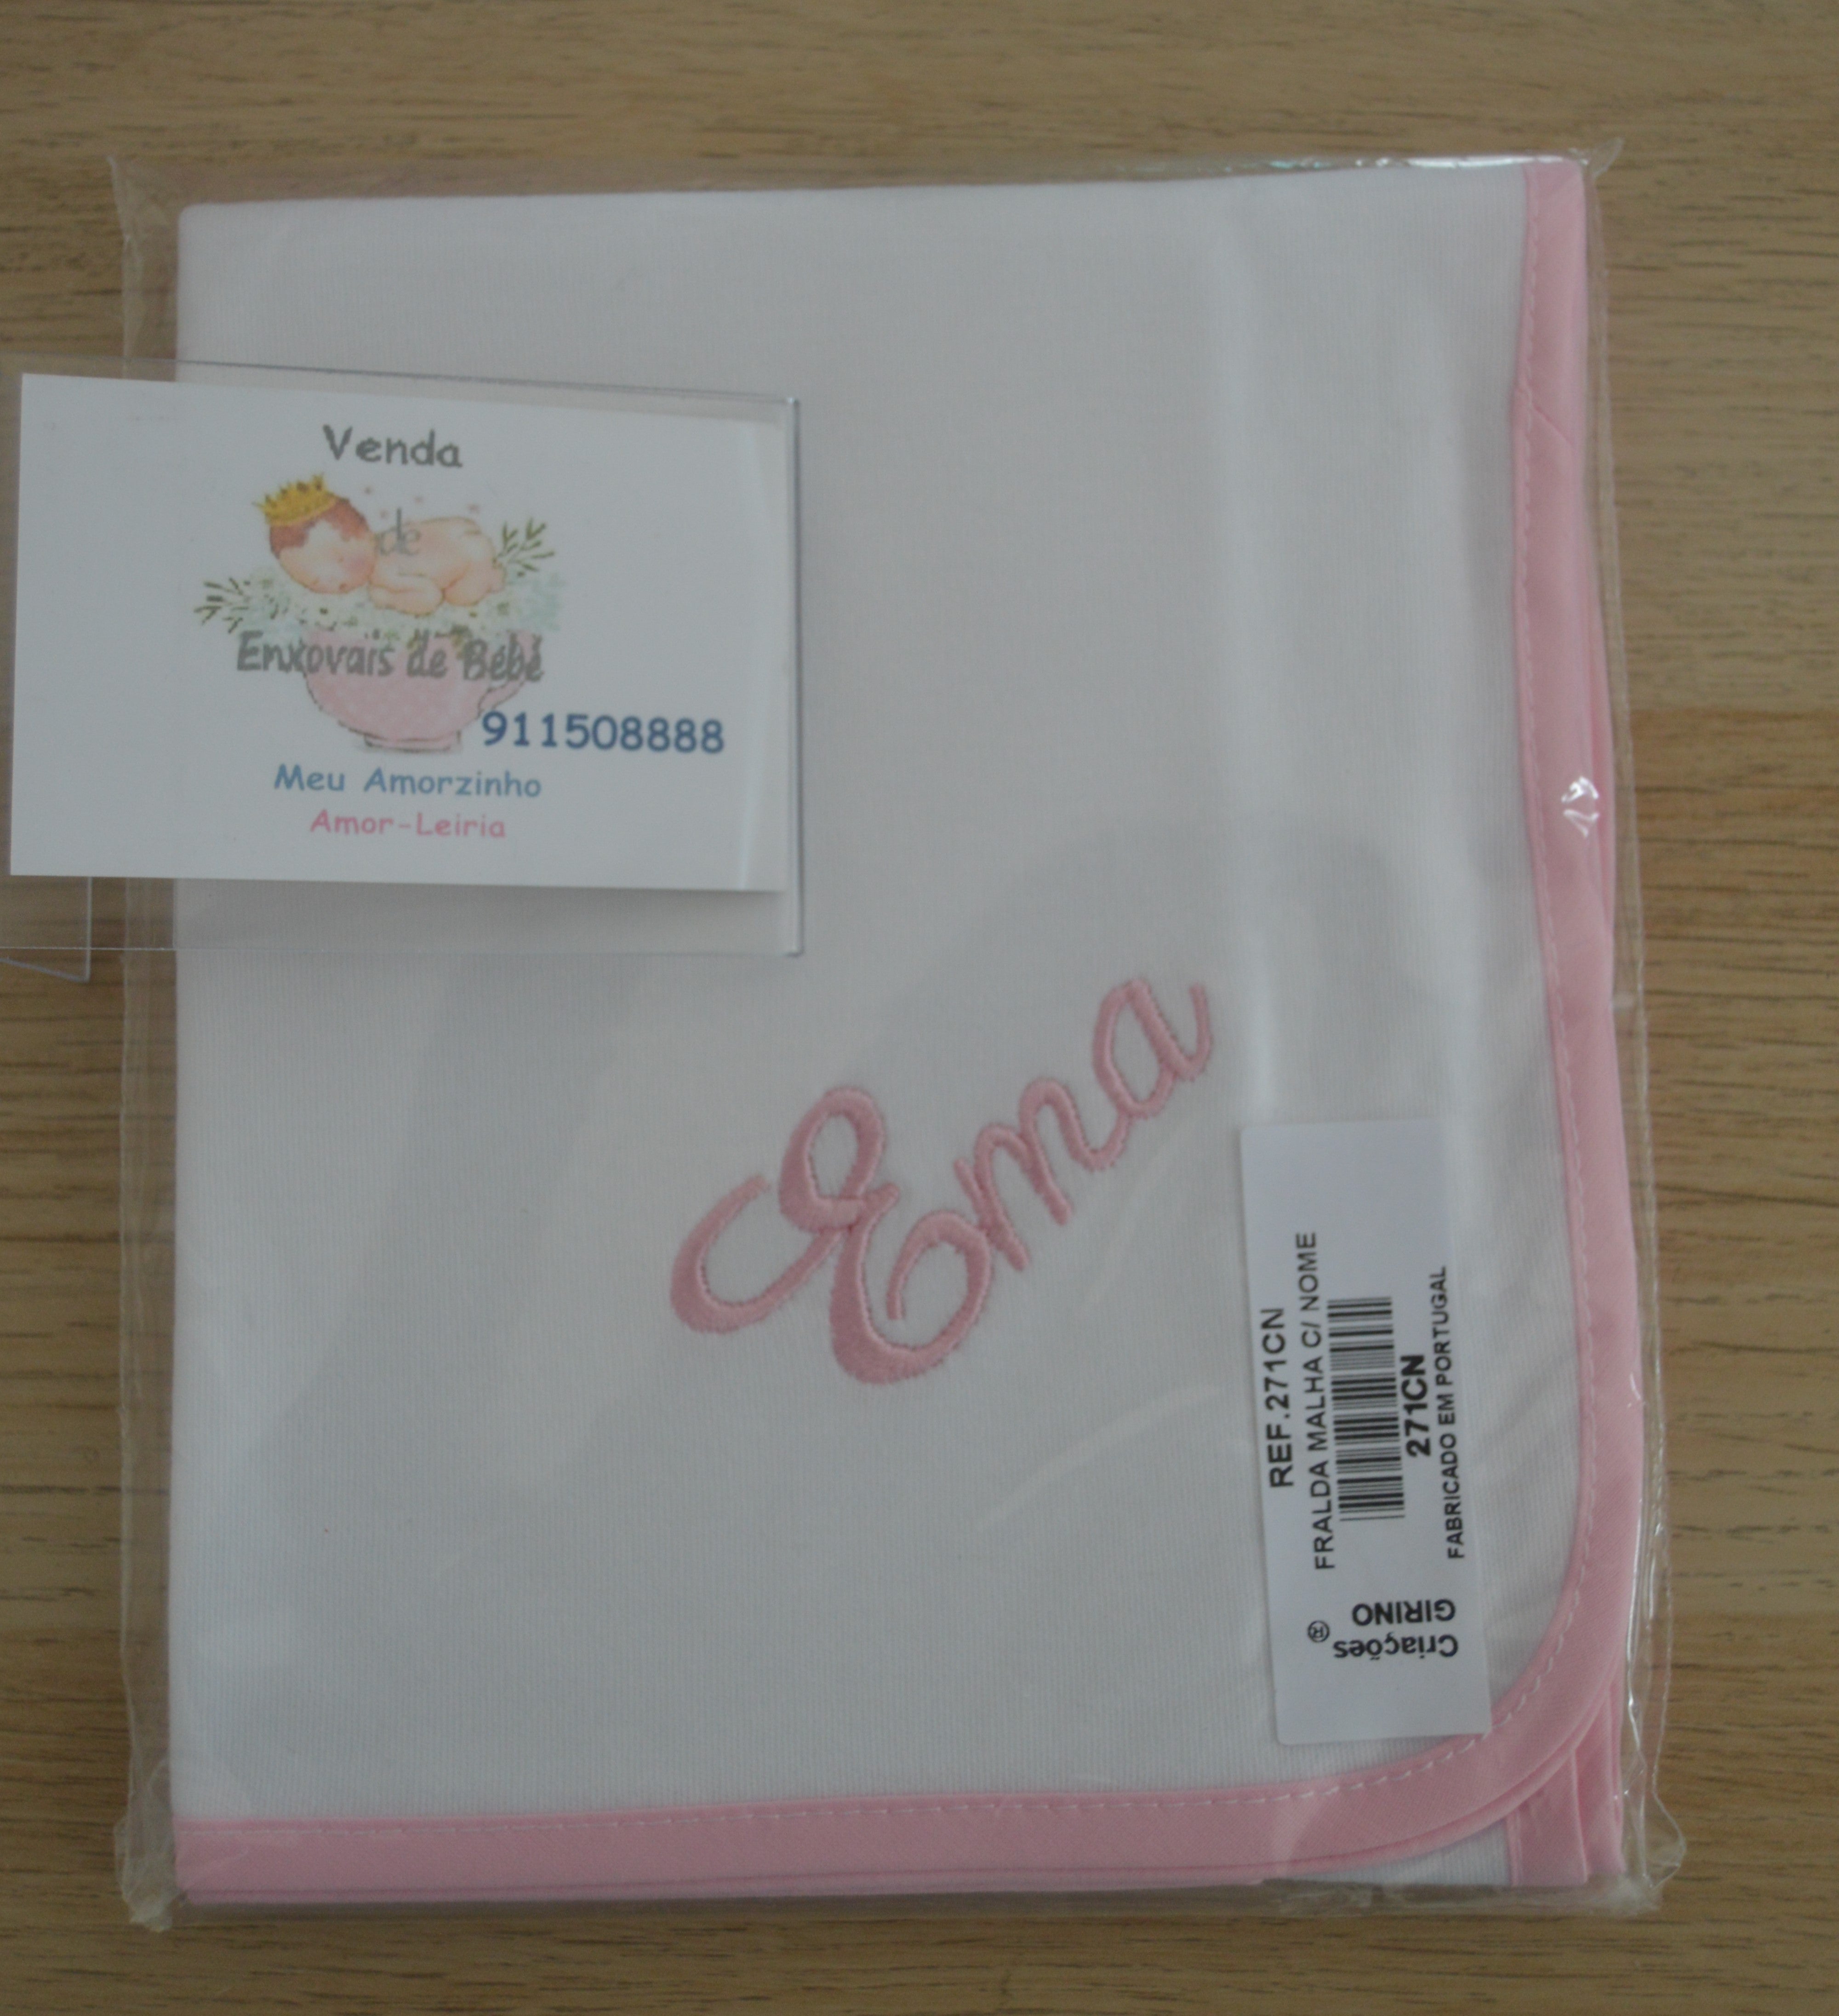 Venda
de
Enxovais de Bébé
911508888
Meu Amorzinho
Amor-Leiria
Ema
REF.271CN
FRALDA MALHA C/ NOME
271CN
FABRICADO EM PORTUGAL
Criações
GIRINO
®